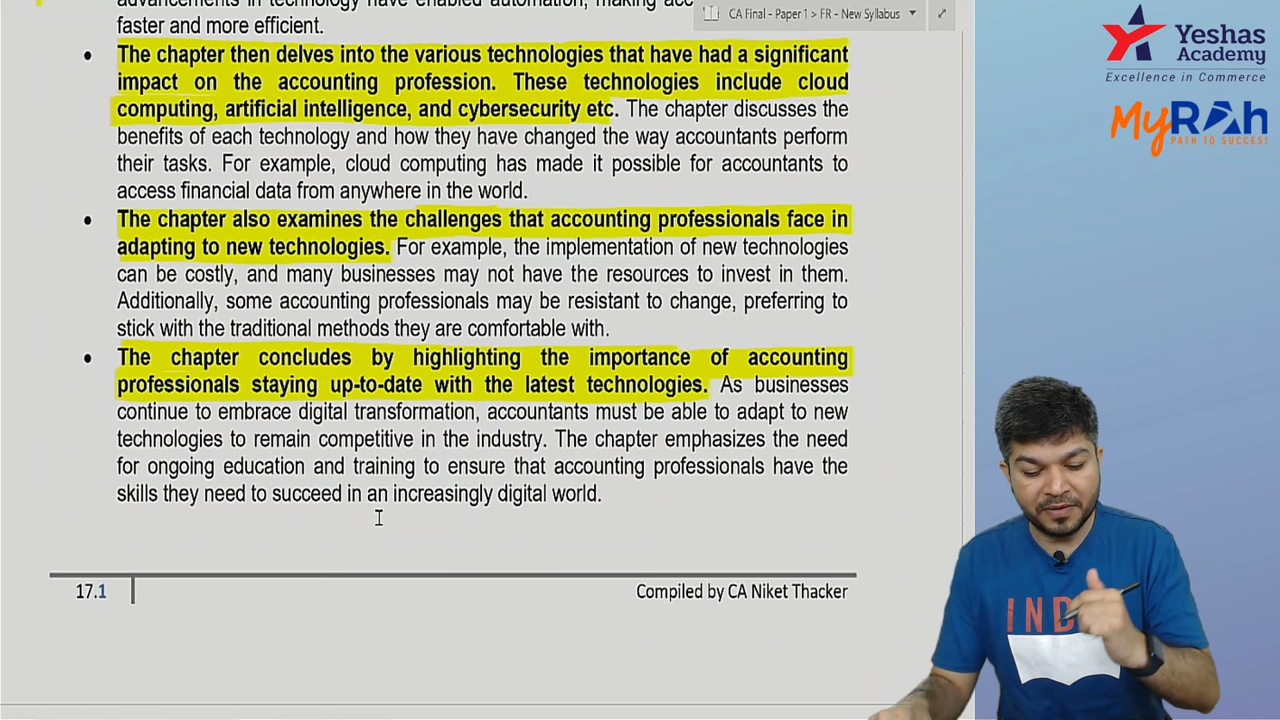 advancements in technology have enabled automation, making
faster and more efficient.
CA Final - Paper 1 > FR - New Syllabus
• The chapter then delves into the various technologies that have had a significant
impact on the accounting profession. These technologies include cloud
computing, artificial intelligence, and cybersecurity etc. The chapter discusses the
benefits of each technology and how they have changed the way accountants perform
their tasks. For example, cloud computing has made it possible for accountants to
access financial data from anywhere in the world.
• The chapter also examines the challenges that accounting professionals face in
adapting to new technologies. For example, the implementation of new technologies
can be costly, and many businesses may not have the resources to invest in them.
Additionally, some accounting professionals may be resistant to change, preferring to
stick with the traditional methods they are comfortable with.
• The chapter concludes by highlighting the importance of accounting
professionals staying up-to-date with the latest technologies. As businesses
continue to embrace digital transformation, accountants must be able to adapt to new
technologies to remain competitive in the industry. The chapter emphasizes the need
for ongoing education and training to ensure that accounting professionals have the
skills they need to succeed in an increasingly digital world.
17.1
Compiled by CA Niket Thacker
Yeshas
Academy
Excellence in Commerce
MyRAh
PATH TO SUCCESS
IND